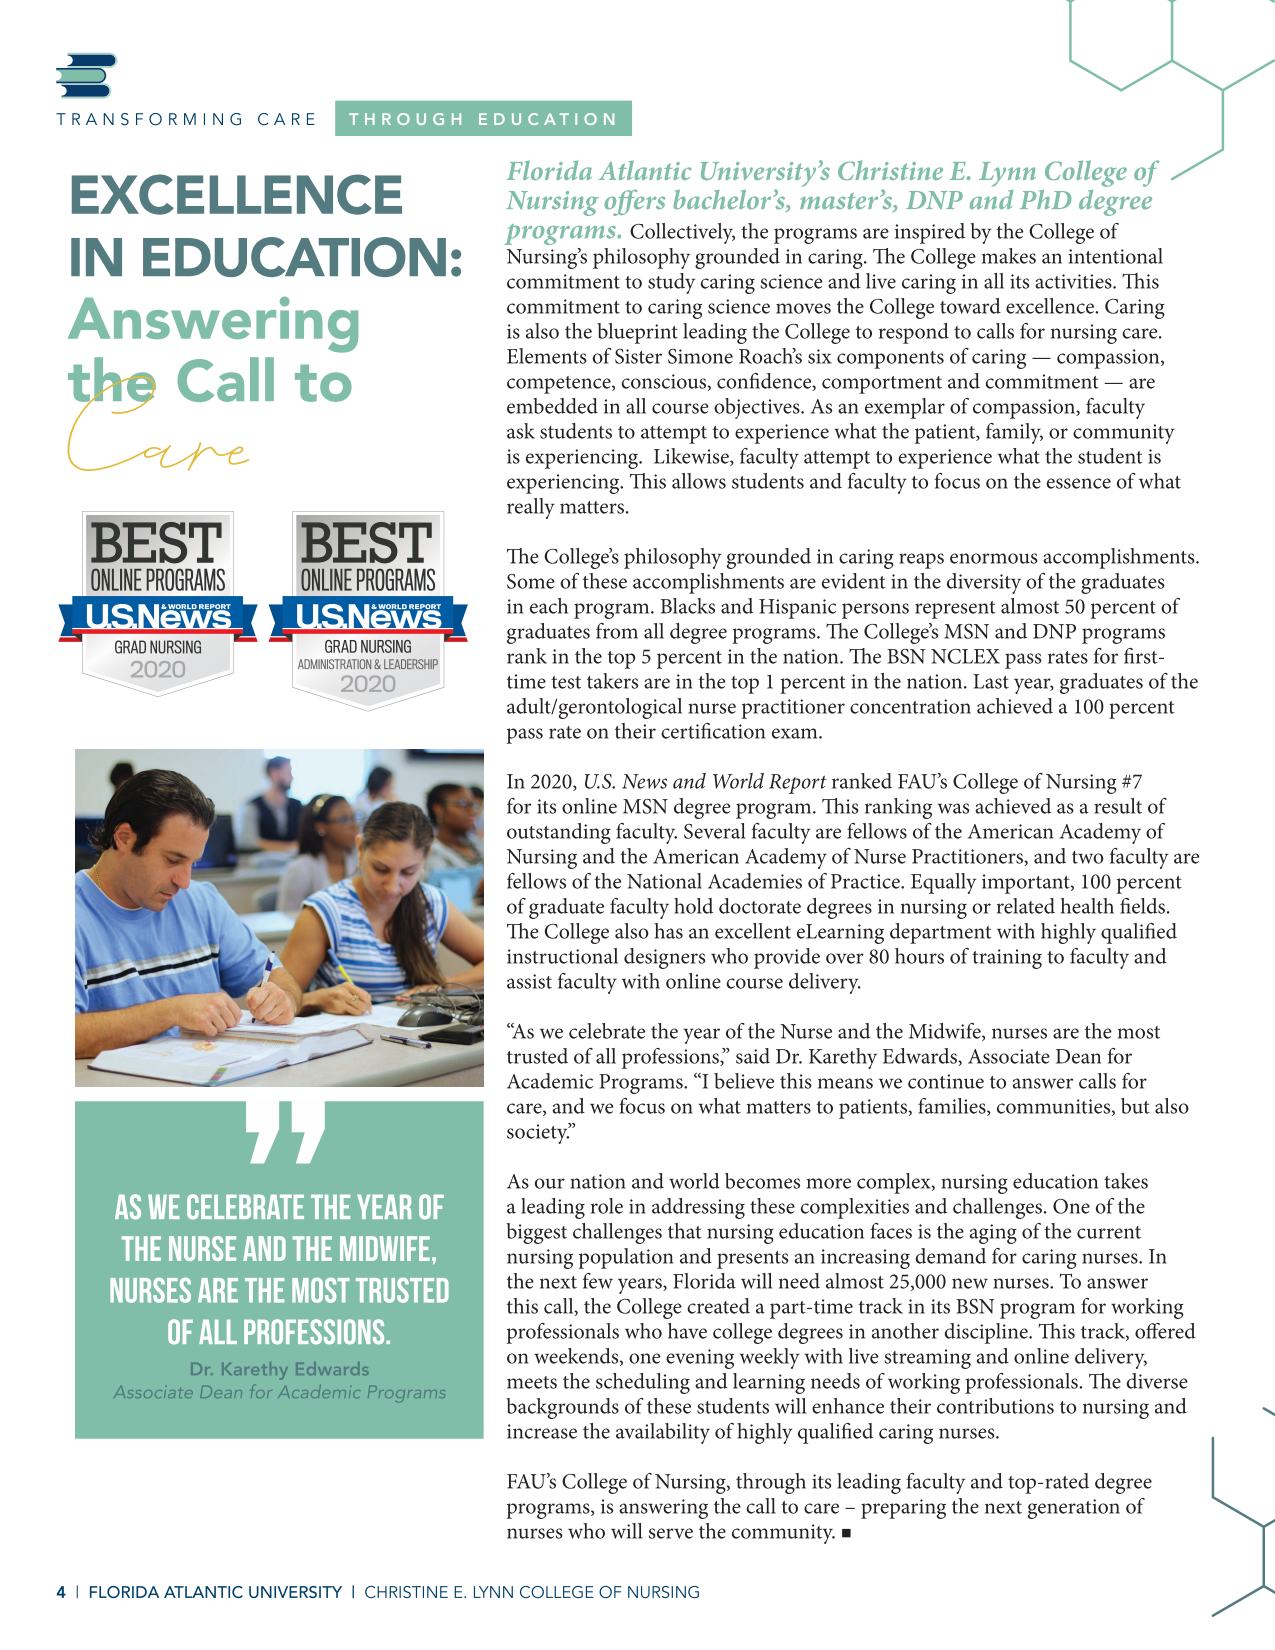 TRANSFORMING CARE THROUGH EDUCATION
EXCELLENCE
IN EDUCATION:
Answering
the Call to
Care
BEST
ONLINE PROGRAMS
U.S.News & WORLD REPORT
GRAD NURSING
2020
BEST
ONLINE PROGRAMS
U.S.News & WORLD REPORT
GRAD NURSING
ADMINISTRATION & LEADERSHIP
2020
”
AS WE CELEBRATE THE YEAR OF
THE NURSE AND THE MIDWIFE,
NURSES ARE THE MOST TRUSTED
OF ALL PROFESSIONS.
Dr. Karethy Edwards
Associate Dean for Academic Programs
Florida Atlantic University’s Christine E. Lynn College of
Nursing offers bachelor’s, master’s, DNP and PhD degree
programs. Collectively, the programs are inspired by the College of
Nursing’s philosophy grounded in caring. The College makes an intentional
commitment to study caring science and live caring in all its activities. This
commitment to caring science moves the College toward excellence. Caring
is also the blueprint leading the College to respond to calls for nursing care.
Elements of Sister Simone Roach’s six components of caring — compassion,
competence, conscious, confidence, comportment and commitment — are
embedded in all course objectives. As an exemplar of compassion, faculty
ask students to attempt to experience what the patient, family, or community
is experiencing.  Likewise, faculty attempt to experience what the student is
experiencing. This allows students and faculty to focus on the essence of what
really matters.
The College’s philosophy grounded in caring reaps enormous accomplishments.
Some of these accomplishments are evident in the diversity of the graduates
in each program. Blacks and Hispanic persons represent almost 50 percent of
graduates from all degree programs. The College’s MSN and DNP programs
rank in the top 5 percent in the nation. The BSN NCLEX pass rates for first-
time test takers are in the top 1 percent in the nation. Last year, graduates of the
adult/gerontological nurse practitioner concentration achieved a 100 percent
pass rate on their certification exam.
In 2020, U.S. News and World Report ranked FAU’s College of Nursing #7
for its online MSN degree program. This ranking was achieved as a result of
outstanding faculty. Several faculty are fellows of the American Academy of
Nursing and the American Academy of Nurse Practitioners, and two faculty are
fellows of the National Academies of Practice. Equally important, 100 percent
of graduate faculty hold doctorate degrees in nursing or related health fields.
The College also has an excellent eLearning department with highly qualified
instructional designers who provide over 80 hours of training to faculty and
assist faculty with online course delivery.
“As we celebrate the year of the Nurse and the Midwife, nurses are the most
trusted of all professions,” said Dr. Karethy Edwards, Associate Dean for
Academic Programs. “I believe this means we continue to answer calls for
care, and we focus on what matters to patients, families, communities, but also
society.”
As our nation and world becomes more complex, nursing education takes
a leading role in addressing these complexities and challenges. One of the
biggest challenges that nursing education faces is the aging of the current
nursing population and presents an increasing demand for caring nurses. In
the next few years, Florida will need almost 25,000 new nurses. To answer
this call, the College created a part-time track in its BSN program for working
professionals who have college degrees in another discipline. This track, offered
on weekends, one evening weekly with live streaming and online delivery,
meets the scheduling and learning needs of working professionals. The diverse
backgrounds of these students will enhance their contributions to nursing and
increase the availability of highly qualified caring nurses.
FAU’s College of Nursing, through its leading faculty and top-rated degree
programs, is answering the call to care – preparing the next generation of
nurses who will serve the community. ■
4 | FLORIDA ATLANTIC UNIVERSITY | CHRISTINE E. LYNN COLLEGE OF NURSING